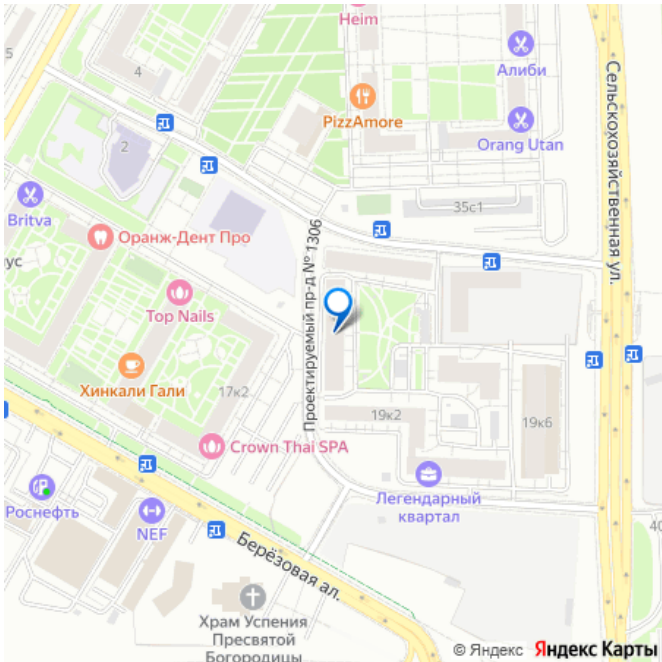 Heim
5
4
Алиби
PizzAmore
Orang Utan
2
Сельскохозяйственная ул.
Britva
35с1
Оранж-Дент Про
ус
Проектируемый пр-д № 1306
Top Nails
Хинкали Гали
17к2
19к2
19к6
Crown Thai SPA
Легендарный
квартал
Роснефть
NEF
40
Берёзовая ал.
Храм Успения
Пресвятой
Богородицы
© Яндекс Яндекс Карты